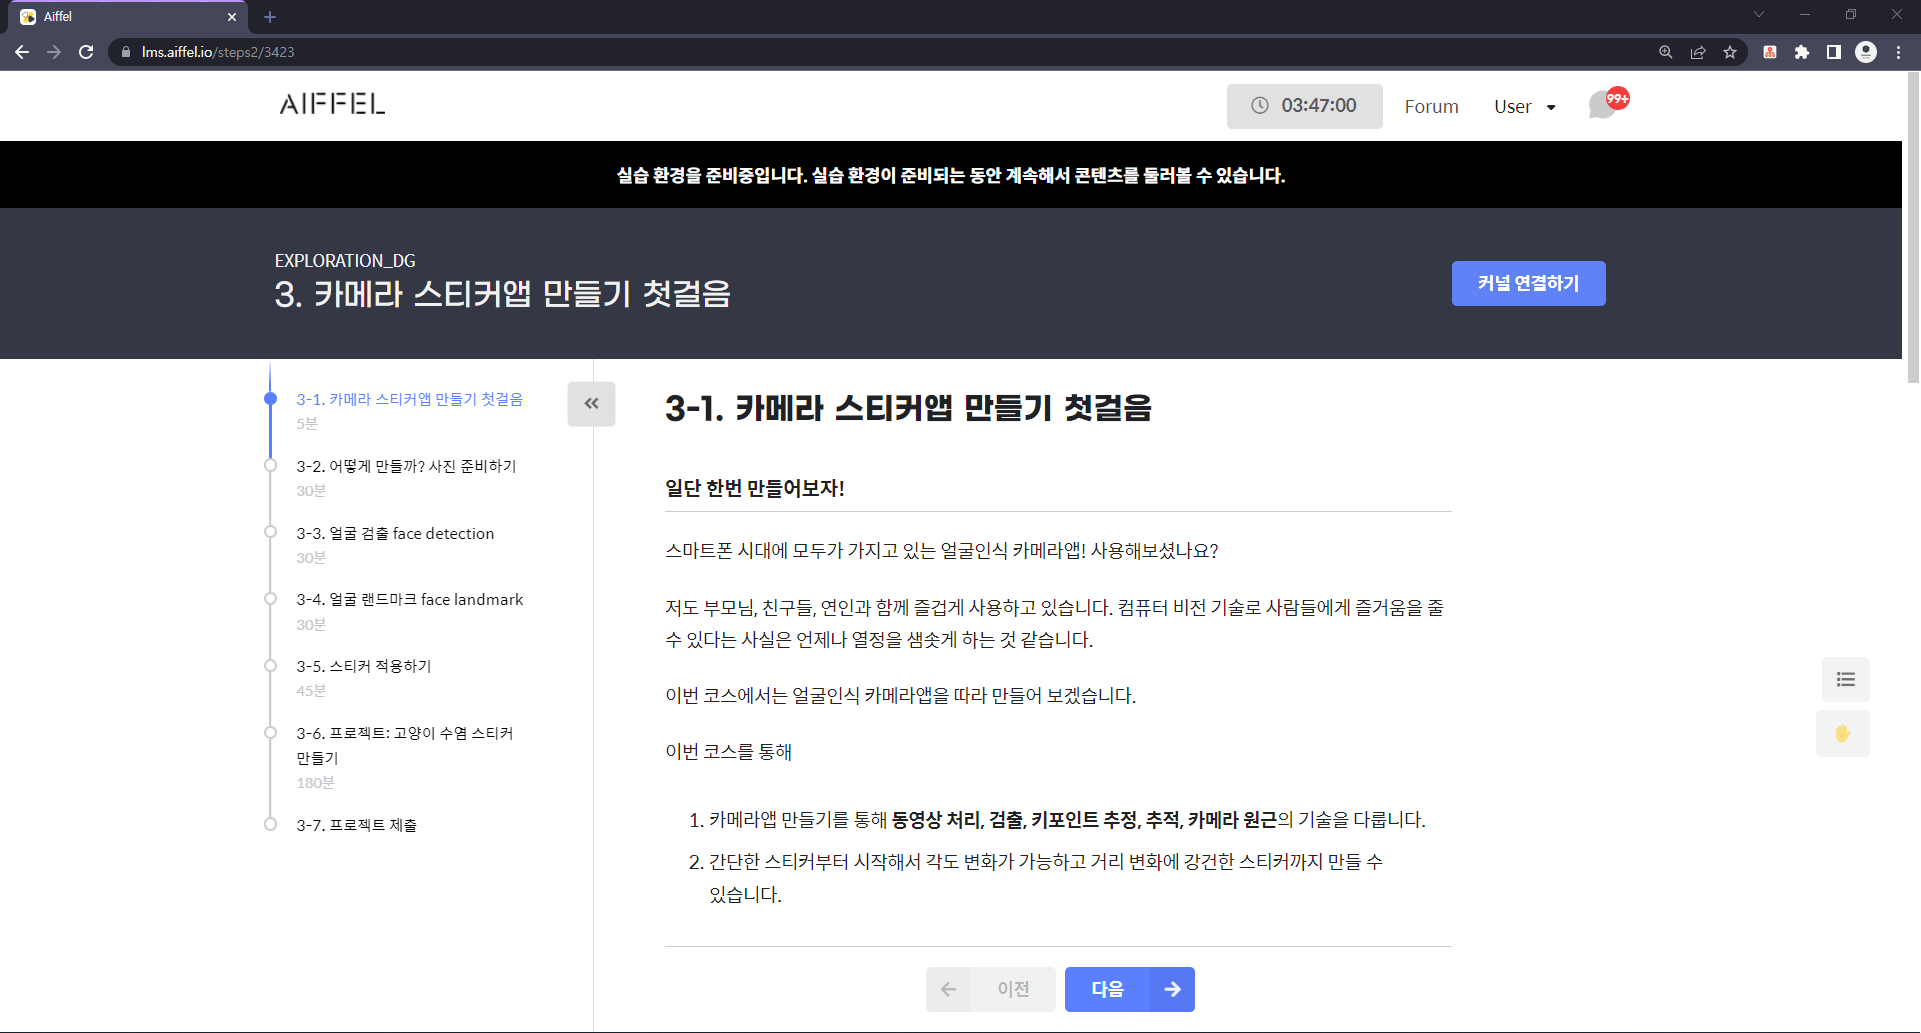 Aiffel
lms.aiffel.io/steps2/3423
AIFFEL
03:47:00
Forum
User
99+
실습 환경을 준비중입니다. 실습 환경이 준비되는 동안 계속해서 콘텐츠를 둘러볼 수 있습니다.
EXPLORATION_DG
3. 카메라 스티커앱 만들기 첫걸음
커널 연결하기
3-1. 카메라 스티커앱 만들기 첫걸음
5분
3-2. 어떻게 만들까? 사진 준비하기
30분
3-3. 얼굴 검출 face detection
30분
3-4. 얼굴 랜드마크 face landmark
30분
3-5. 스티커 적용하기
45분
3-6. 프로젝트: 고양이 수염 스티커
만들기
180분
3-7. 프로젝트 제출
3-1. 카메라 스티커앱 만들기 첫걸음
일단 한번 만들어보자!
스마트폰 시대에 모두가 가지고 있는 얼굴인식 카메라앱! 사용해보셨나요?
저도 부모님, 친구들, 연인과 함께 즐겁게 사용하고 있습니다. 컴퓨터 비전 기술로 사람들에게 즐거움을 줄
수 있다는 사실은 언제나 열정을 샘솟게 하는 것 같습니다.
이번 코스에서는 얼굴인식 카메라앱을 따라 만들어 보겠습니다.
이번 코스를 통해
1. 카메라앱 만들기를 통해 동영상 처리, 검출, 키포인트 추정, 추적, 카메라 원근의 기술을 다룹니다.
2. 간단한 스티커부터 시작해서 각도 변화가 가능하고 거리 변화에 강건한 스티커까지 만들 수
있습니다.
이전
다음